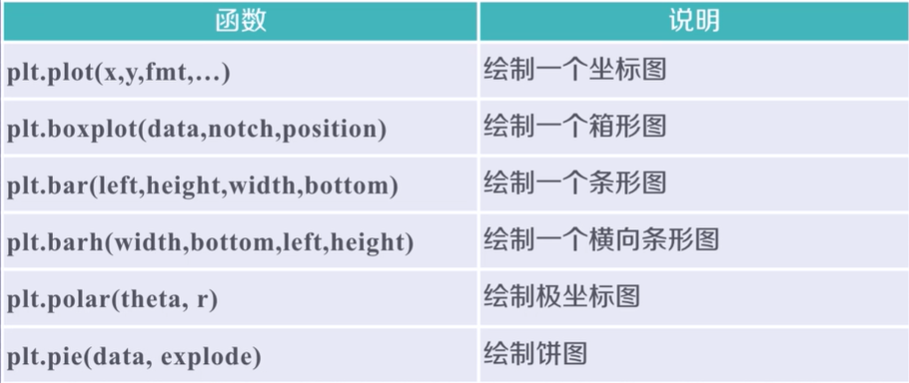 函数 说明
plt.plot(x,y,fmt,…) 绘制一个坐标图
plt.boxplot(data,notch,position) 绘制一个箱形图
plt.bar(left,height,width,bottom) 绘制一个条形图
plt.barh(width,bottom,left,height) 绘制一个横向条形图
plt.polar(theta, r) 绘制极坐标图
plt.pie(data, explode) 绘制饼图